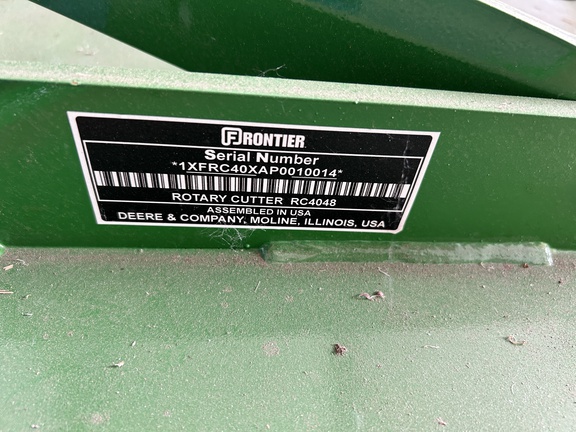 FRONTIER
Serial Number
*1XFRC40XAP0010014*
ROTARY CUTTER RC4048
ASSEMBLED IN USA
DEERE & COMPANY, MOLINE, ILLINOIS, USA